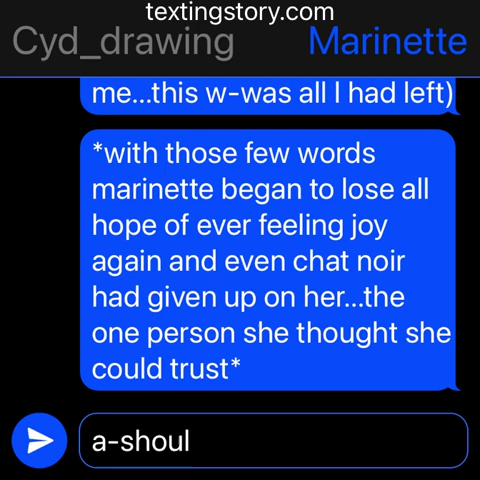 textingstory.com
Cyd_drawing Marinette
me...this w-was all I had left)
*with those few words
marinette began to lose all
hope of ever feeling joy
again and even chat noir
had given up on her...the
one person she thought she
could trust*
a-shoul